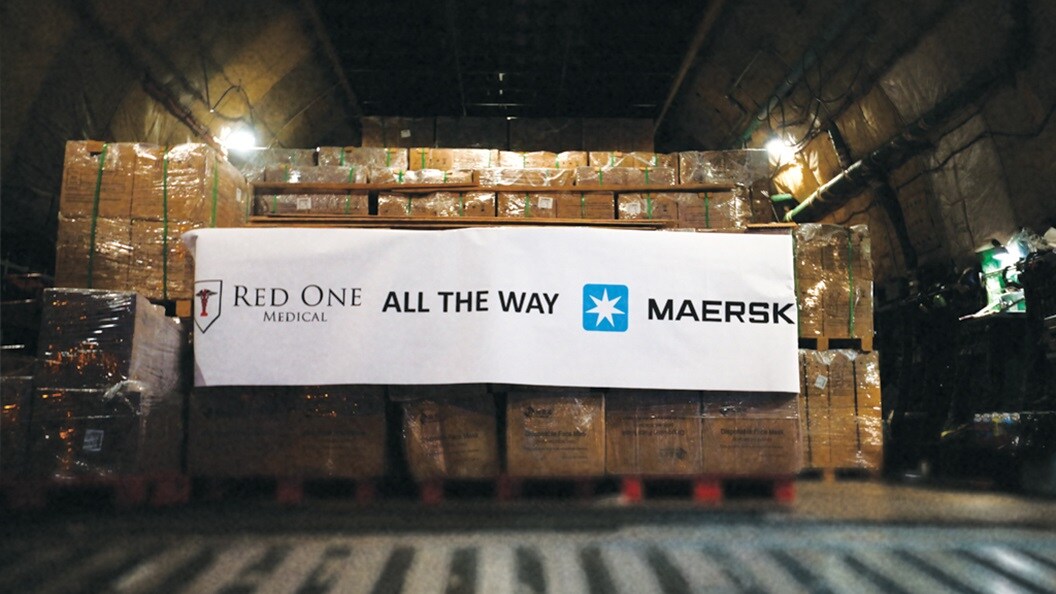 RED ONE
MEDICAL
ALL THE WAY
MAERSK